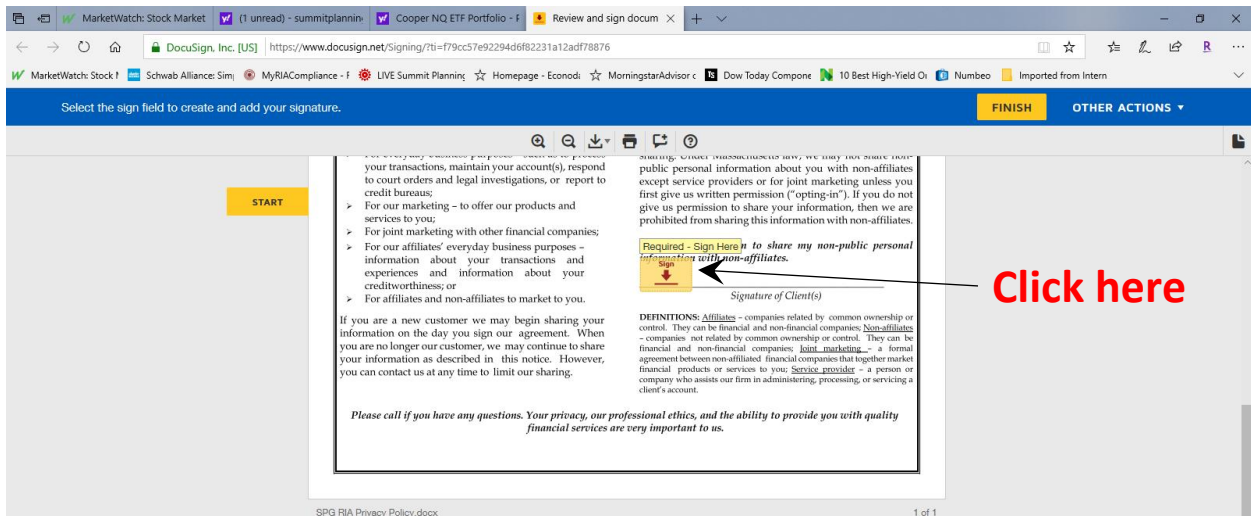 MarketWatch: Stock Market
(1 unread) - summitplannin
Cooper NQ ETF Portfolio - F
Review and sign docum
DocuSign, Inc. [US]
https://www.docusign.net/Signing/?ti=f79cc57e92294d6f82231a12adf78876
R
MarketWatch: Stock M
Schwab Alliance: Sim
MyRIACompliance - F
LIVE Summit Planning
Homepage - Econod
MorningstarAdvisor c
Dow Today Compone
10 Best High-Yield O
Numbeo
Imported from Intern
Select the sign field to create and add your signature.
FINISH
OTHER ACTIONS
START
your transactions, maintain your account(s), respond
to court orders and legal investigations, or report to
credit bureaus;
For our marketing – to offer our products and
services to you;
For joint marketing with other financial companies;
For our affiliates' everyday business purposes –
information about your transactions and
experiences and information about your
creditworthiness; or
For affiliates and non-affiliates to market to you.
If you are a new customer we may begin sharing your
information on the day you sign our agreement. When
you are no longer our customer, we may continue to share
your information as described in this notice. However,
you can contact us at any time to limit our sharing.
sharing. Under Massachusetts law, we may not share non-
public personal information about you with non-affiliates
except service providers or for joint marketing unless you
first give us written permission ("opting-in"). If you do not
give us permission to share your information, then we are
prohibited from sharing this information with non-affiliates.
Required - Sign Here
n to share my non-public personal
information with non-affiliates.
Sign
Click here
Signature of Client(s)
DEFINITIONS: Affiliates – companies related by common ownership or
control. They can be financial and non-financial companies; Non-affiliates
– companies not related by common ownership or control. They can be
financial and non-financial companies; Joint marketing – a formal
agreement between non-affiliated financial companies that together market
financial products or services to you; Service provider – a person or
company who assists our firm in administering, processing, or servicing a
client's account.
Please call if you have any questions. Your privacy, our professional ethics, and the ability to provide you with quality
financial services are very important to us.
SPG RIA Privacy Policy.docx
1 of 1